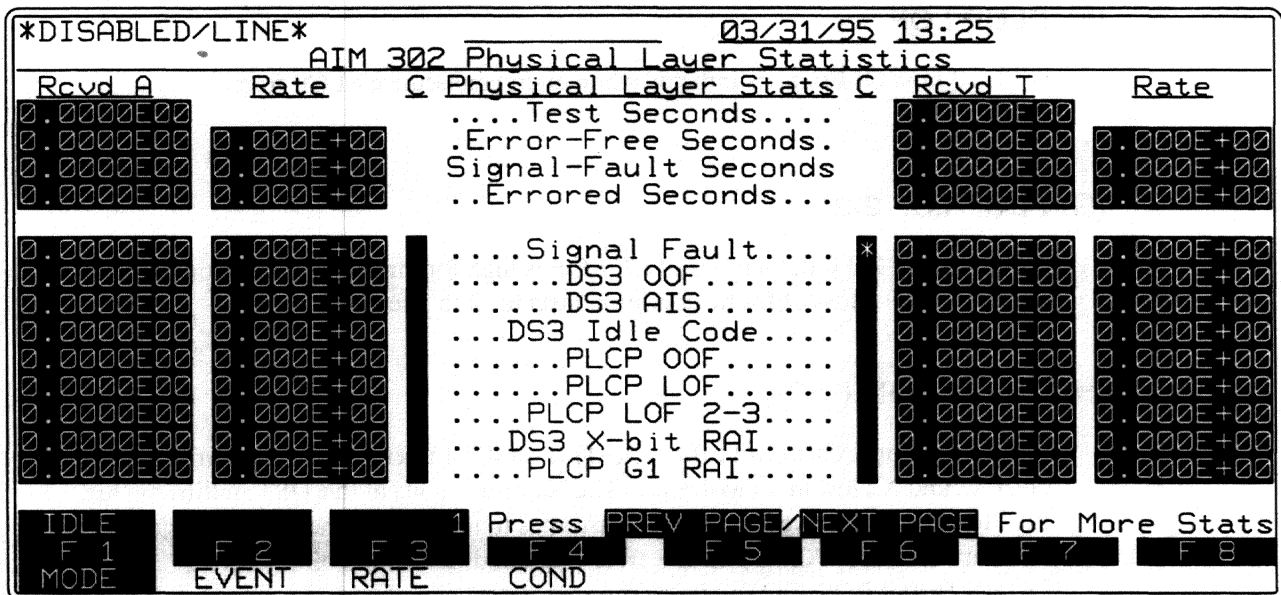 *DISABLED/LINE* 03/31/95 13:25
AIM 302 Physical Layer Statistics
Rcvd A Rate C Physical Layer Stats C Rcvd T Rate
0.0000E00 ....Test Seconds.... 0.0000E00
0.0000E00 0.000E+00 .Error-Free Seconds. 0.0000E00 0.000E+00
0.0000E00 0.000E+00 Signal-Fault Seconds 0.0000E00 0.000E+00
0.0000E00 0.000E+00 ..Errored Seconds... 0.0000E00 0.000E+00
0.0000E00 0.000E+00 ....Signal Fault.... * 0.0000E00 0.000E+00
0.0000E00 0.000E+00 ......DS3 OOF....... 0.0000E00 0.000E+00
0.0000E00 0.000E+00 ......DS3 AIS....... 0.0000E00 0.000E+00
0.0000E00 0.000E+00 ...DS3 Idle Code.... 0.0000E00 0.000E+00
0.0000E00 0.000E+00 ......PLCP OOF...... 0.0000E00 0.000E+00
0.0000E00 0.000E+00 ......PLCP LOF...... 0.0000E00 0.000E+00
0.0000E00 0.000E+00 ....PLCP LOF 2-3.... 0.0000E00 0.000E+00
0.0000E00 0.000E+00 ...DS3 X-bit RAI.... 0.0000E00 0.000E+00
0.0000E00 0.000E+00 ....PLCP G1 RAI..... 0.0000E00 0.000E+00
IDLE 1 Press PREV PAGE/NEXT PAGE For More Stats
F 1 F 2 F 3 F 4 F 5 F 6 F 7 F 8
MODE EVENT RATE COND